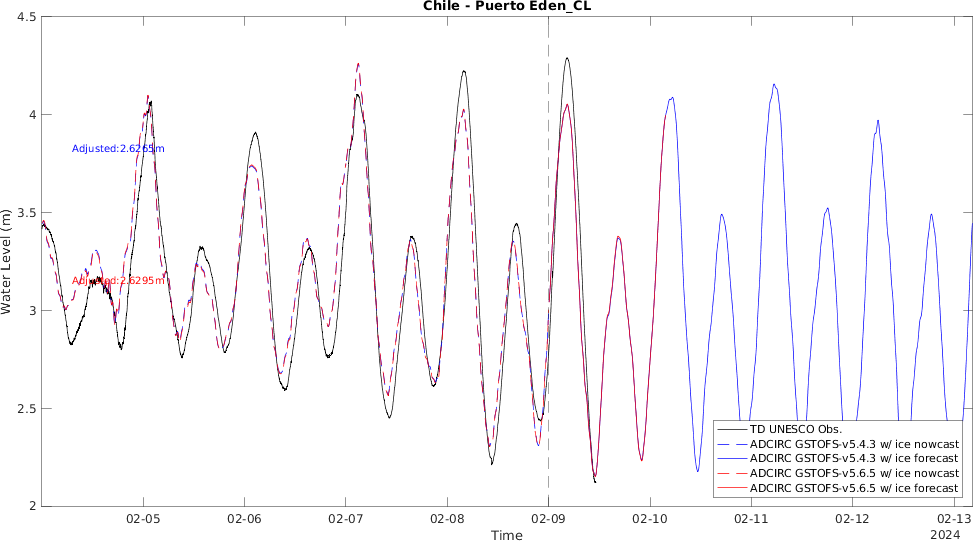 Chile - Puerto Eden_CL
4.5
4
3.5
3
2.5
2
Water Level (m)
Adjusted:2.6265m
Adjusted:2.6295m
TD UNESCO Obs.
ADCIRC GSTOFS-v5.4.3 w/ ice nowcast
ADCIRC GSTOFS-v5.4.3 w/ ice forecast
ADCIRC GSTOFS-v5.6.5 w/ ice nowcast
ADCIRC GSTOFS-v5.6.5 w/ ice forecast
02-05 02-06 02-07 02-08 02-09 02-10 02-11 02-12 02-13
Time
2024